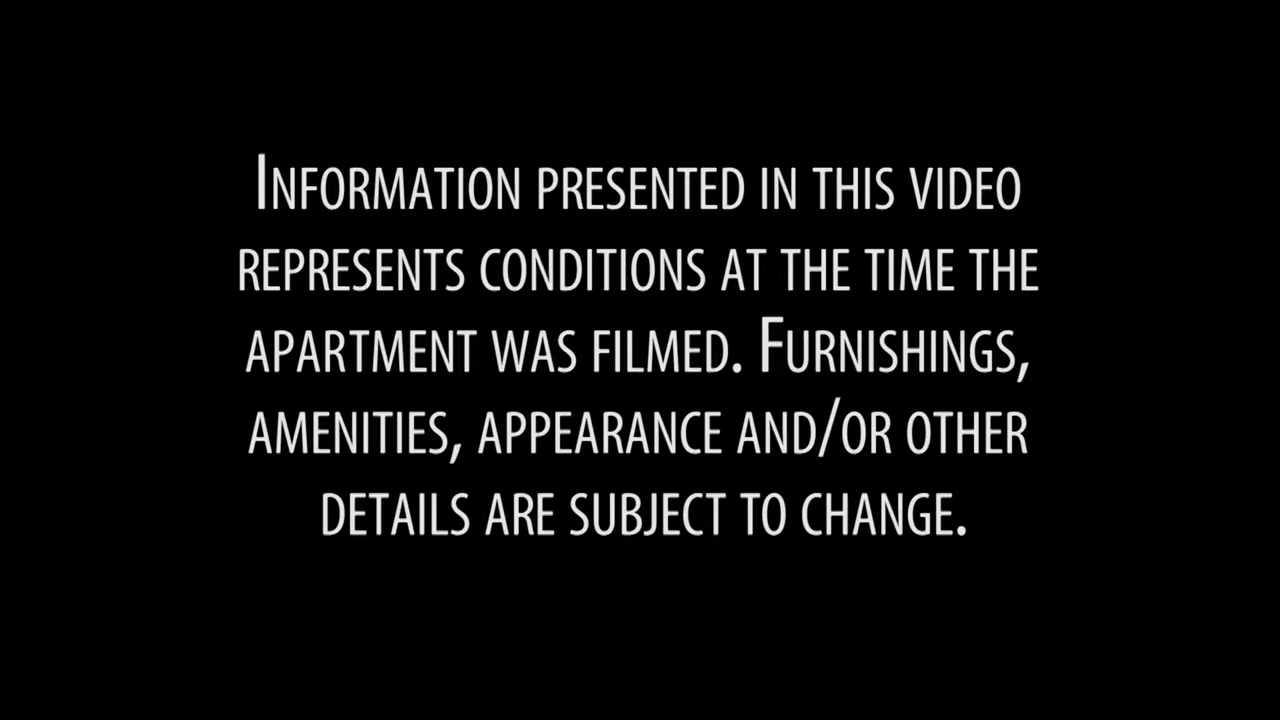 Information presented in this video
represents conditions at the time the
apartment was filmed. Furnishings,
amenities, appearance and/or other
details are subject to change.